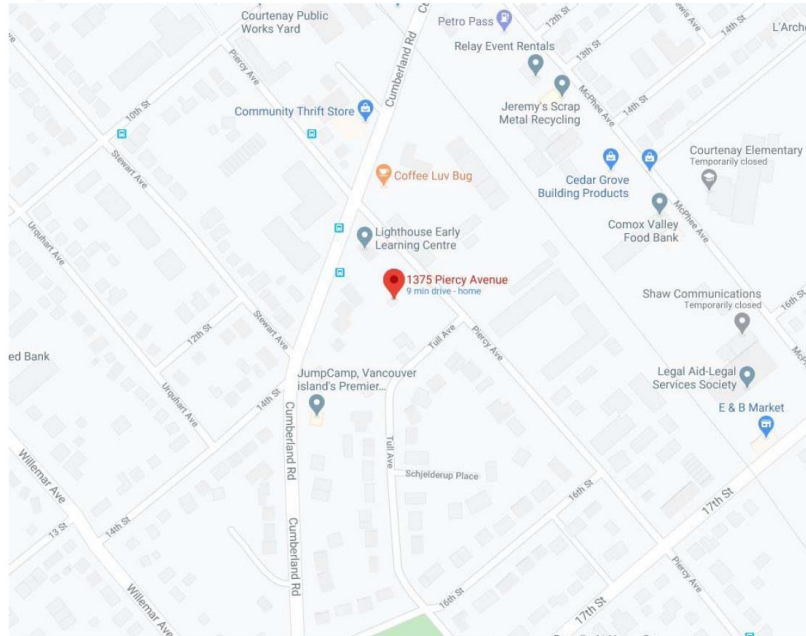 Courtenay Public
Works Yard
Petro Pass
12th St
14th St
L'Arche
Relay Event Rentals
13th St
Piercy Ave
Cumberland Rd
McPhee Ave
Jeremy's Scrap
Metal Recycling
10th St
Community Thrift Store
14th St
Courtenay Elementary
Temporarily closed
Stewart Ave
Coffee Luv Bug
Cedar Grove
Building Products
McPhee Ave
Comox Valley
Food Bank
Urquhart Ave
Lighthouse Early
Learning Centre
1375 Piercy Avenue
9 min drive - home
Shaw Communications
Temporarily closed
16th St
12th St
Stewart Ave
Tull Ave
Piercy Ave
ed Bank
JumpCamp, Vancouver
island's Premier...
Legal Aid-Legal
Services Society
Urquhart Ave
14th St
E & B Market
Cumberland Rd
Willemar Ave
Tull Ave
Schjelderup Place
16th St
17th St
13 St
14th St
Cumberland Rd
Piercy Ave
Willemar Ave
16th St
17th St